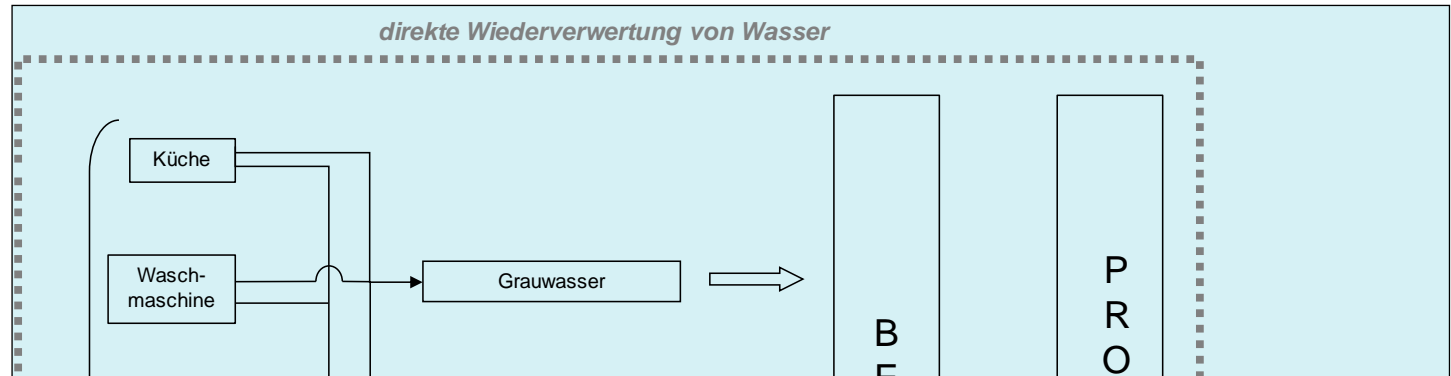 direkte Wiederverwertung von Wasser
Küche
Wasch-
maschine
Grauwasser
B
P
R
O